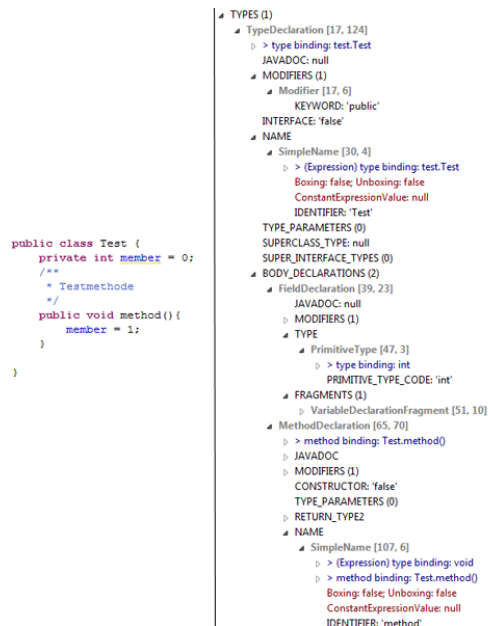 public class Test {
private int member = 0;
/**
* Testmethode
*/
public void method(){
member = 1;
}
}
TYPES (1)
TypeDeclaration [17, 124]
> type binding: test.Test
JAVADOC: null
MODIFIERS (1)
Modifier [17, 6]
KEYWORD: 'public'
INTERFACE: 'false'
NAME
SimpleName [30, 4]
> (Expression) type binding: test.Test
Boxing: false; Unboxing: false
ConstantExpressionValue: null
IDENTIFIER: 'Test'
TYPE_PARAMETERS (0)
SUPERCLASS_TYPE: null
SUPER_INTERFACE_TYPES (0)
BODY_DECLARATIONS (2)
FieldDeclaration [39, 23]
JAVADOC: null
MODIFIERS (1)
TYPE
PrimitiveType [47, 3]
> type binding: int
PRIMITIVE_TYPE_CODE: 'int'
FRAGMENTS (1)
VariableDeclarationFragment [51, 10]
MethodDeclaration [65, 70]
> method binding: Test.method()
JAVADOC
MODIFIERS (1)
CONSTRUCTOR: 'false'
TYPE_PARAMETERS (0)
RETURN_TYPE2
NAME
SimpleName [107, 6]
> (Expression) type binding: void
> method binding: Test.method()
Boxing: false; Unboxing: false
ConstantExpressionValue: null
IDENTIFIER: 'method'